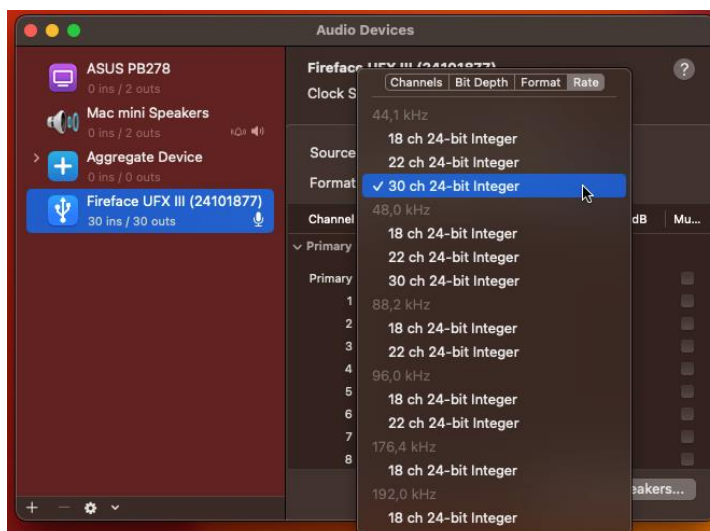 Audio Devices
ASUS PB278
0 ins / 2 outs
Mac mini Speakers
0 ins / 2 outs
Aggregate Device
0 ins / 0 outs
Fireface UFX III (24101877)
30 ins / 30 outs
Fireface UFX III (24101877)
?
Clock S
Source
Format
Channel
dB
Mu...
Primary
Primary
1
2
3
4
5
6
7
8
eakers...
Channels Bit Depth Format Rate
44,1 kHz
18 ch 24-bit Integer
22 ch 24-bit Integer
✓ 30 ch 24-bit Integer
48,0 kHz
18 ch 24-bit Integer
22 ch 24-bit Integer
30 ch 24-bit Integer
88,2 kHz
18 ch 24-bit Integer
22 ch 24-bit Integer
96,0 kHz
18 ch 24-bit Integer
22 ch 24-bit Integer
176,4 kHz
18 ch 24-bit Integer
192,0 kHz
18 ch 24-bit Integer